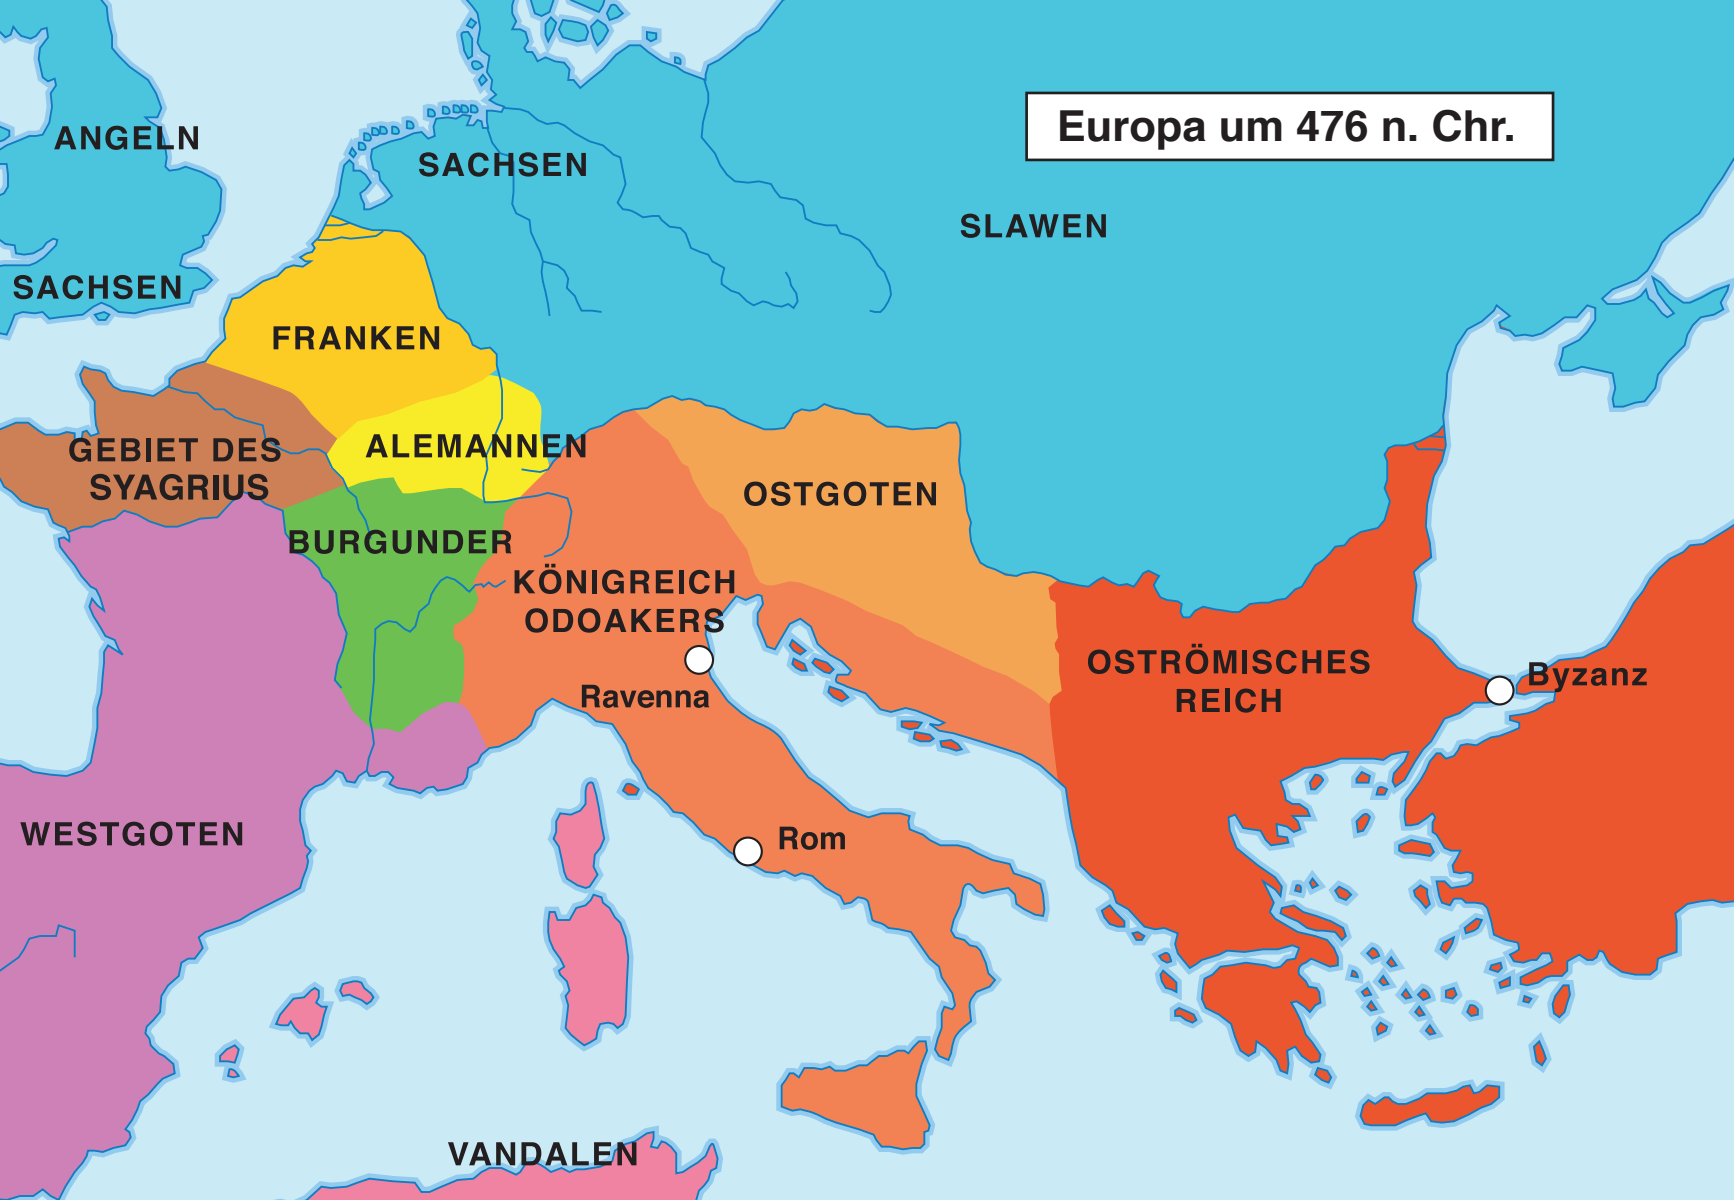 Europa um 476 n. Chr.
ANGELN
SACHSEN
SLAWEN
SACHSEN
FRANKEN
GEBIET DES
SYAGRIUS
ALEMANNEN
OSTGOTEN
BURGUNDER
KÖNIGREICH
ODOAKERS
OSTRÖMISCHES
REICH
Byzanz
Ravenna
WESTGOTEN
Rom
VANDALEN